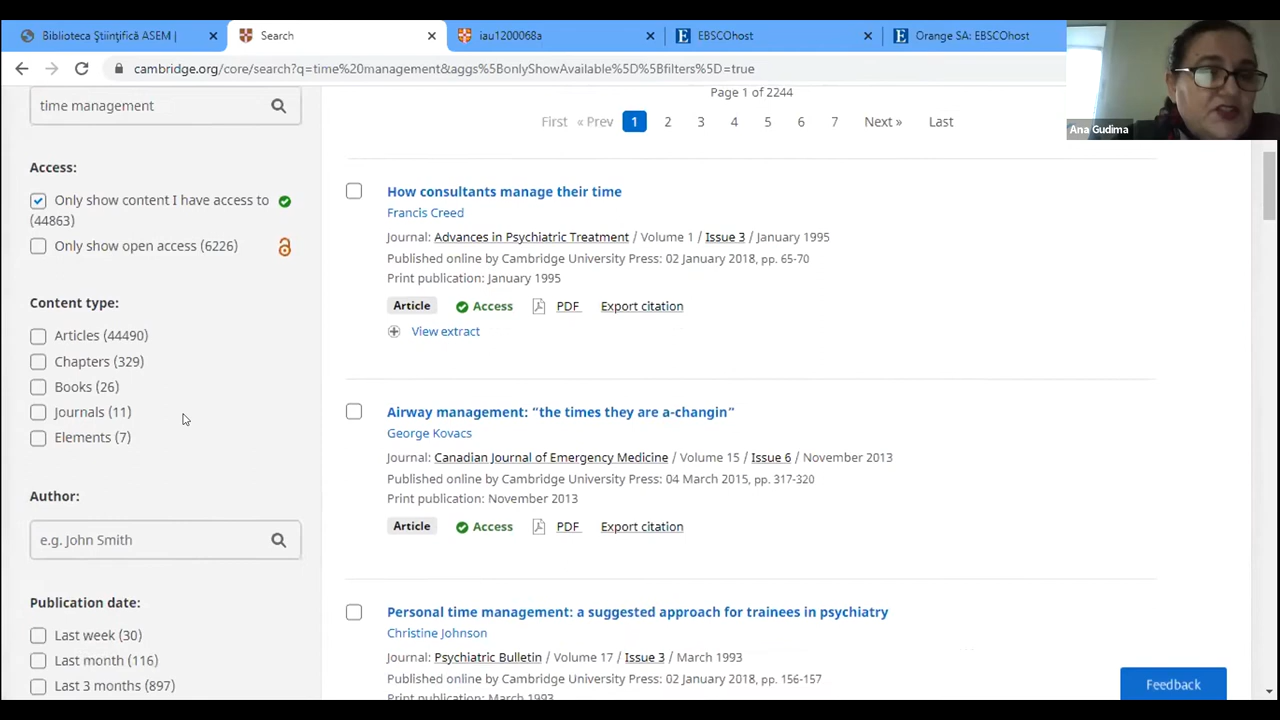 Biblioteca Științifică ASEM |
Search
iau1200068a
EBSCOhost
Orange SA: EBSCOhost
cambridge.org/core/search?q=time%20management&aggs%5BonlyShowAvailable%5D%5Bfilters%5D=true
Ana Gudima
time management
Access:
Only show content I have access to
(44863)
Only show open access (6226)
Content type:
Articles (44490)
Chapters (329)
Books (26)
Journals (11)
Elements (7)
Author:
e.g. John Smith
Publication date:
Last week (30)
Last month (116)
Last 3 months (897)
Page 1 of 2244
First « Prev 1 2 3 4 5 6 7 Next » Last
How consultants manage their time
Francis Creed
Journal: Advances in Psychiatric Treatment / Volume 1 / Issue 3 / January 1995
Published online by Cambridge University Press: 02 January 2018, pp. 65-70
Print publication: January 1995
Article Access PDF Export citation
View extract
Airway management: “the times they are a-changin”
George Kovacs
Journal: Canadian Journal of Emergency Medicine / Volume 15 / Issue 6 / November 2013
Published online by Cambridge University Press: 04 March 2015, pp. 317-320
Print publication: November 2013
Article Access PDF Export citation
Personal time management: a suggested approach for trainees in psychiatry
Christine Johnson
Journal: Psychiatric Bulletin / Volume 17 / Issue 3 / March 1993
Published online by Cambridge University Press: 02 January 2018, pp. 156-157
Print publication: March 1993
Feedback